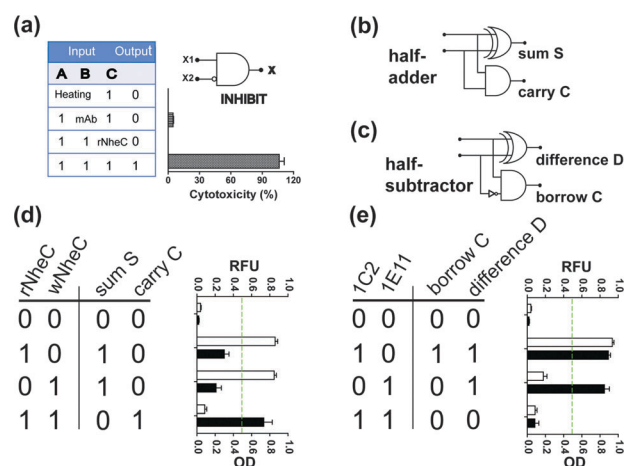 (a)
Input Output
A B C
Heating 1 0
1 mAb 1 0
1 1 rNheC 0
1 1 1 1
X1
X2
X
INHIBIT
0 30 60 90 120
Cytotoxicity (%)
(b)
half-
adder
sum S
carry C
(c)
half-
subtractor
difference D
borrow C
(d)
rNheC wNheC sum S carry C
0 0 0 0
1 0 1 0
0 1 1 0
1 1 0 1
RFU
0.0 0.2 0.4 0.6 0.8 1.0
0.0 0.2 0.4 0.6 0.8 1.0
OD
(e)
1C2 1E11 borrow C difference D
0 0 0 0
1 0 1 1
0 1 0 1
1 1 0 0
RFU
0.0 0.2 0.4 0.6 0.8 1.0
0.0 0.2 0.4 0.6 0.8 1.0
OD